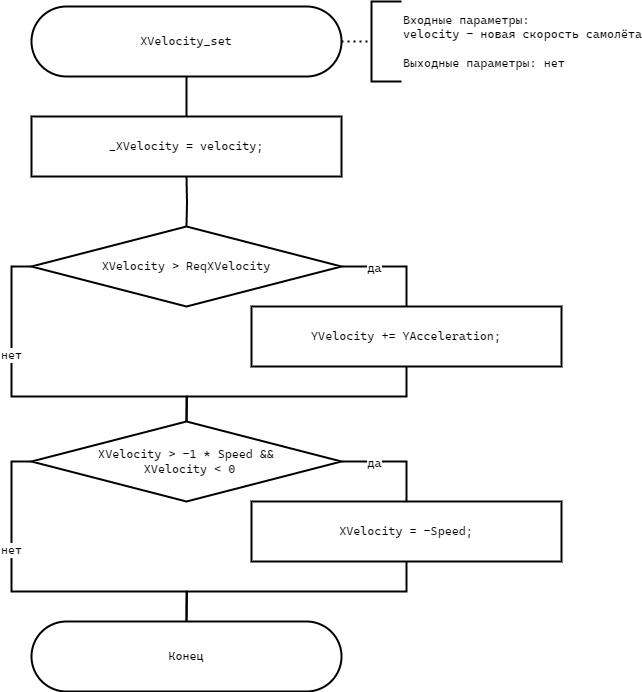 XVelocity_set
Входные параметры:
velocity – новая скорость самолёта
Выходные параметры: нет
_XVelocity = velocity;
XVelocity > ReqXVelocity
да
YVelocity += YAcceleration;
нет
XVelocity > −1 * Speed &&
XVelocity < 0
да
XVelocity = −Speed;
нет
Конец